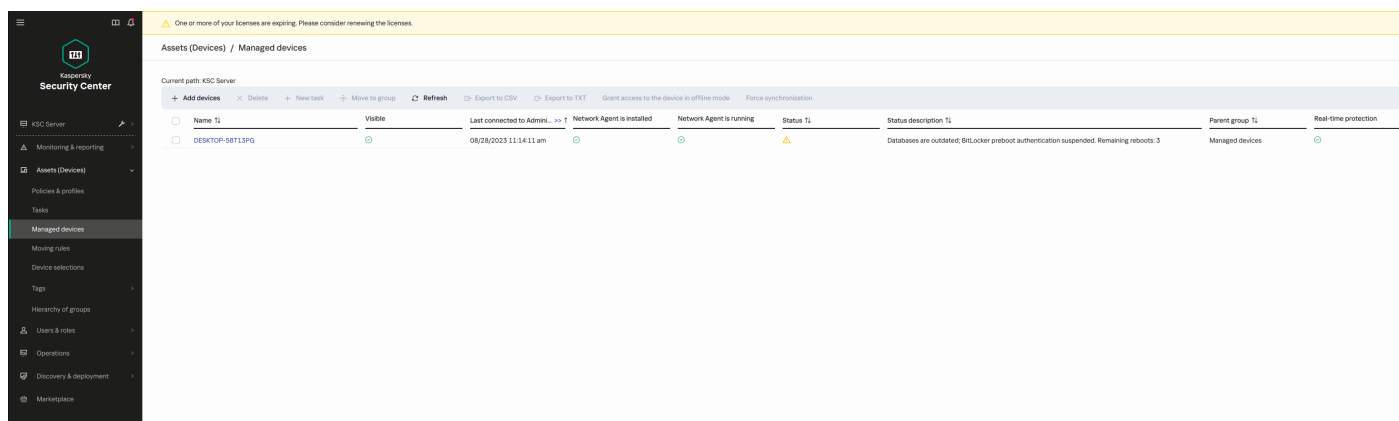 One or more of your licenses are expiring. Please consider renewing the licenses.
Kaspersky
Security Center
KSC Server
Monitoring & reporting
Assets (Devices)
Policies & profiles
Tasks
Managed devices
Moving rules
Device selections
Tags
Hierarchy of groups
Users & roles
Operations
Discovery & deployment
Marketplace
Assets (Devices) / Managed devices
Current path: KSC Server
+ Add devices × Delete + New task Move to group Refresh Export to CSV Export to TXT Grant access to the device in offline mode Force synchronization
Name Visible Last connected to Admini... >> Network Agent is installed Network Agent is running Status Status description Parent group Real-time protection
DESKTOP-58T13PG 08/28/2023 11:14:11 am Databases are outdated; BitLocker preboot authentication suspended. Remaining reboots: 3 Managed devices